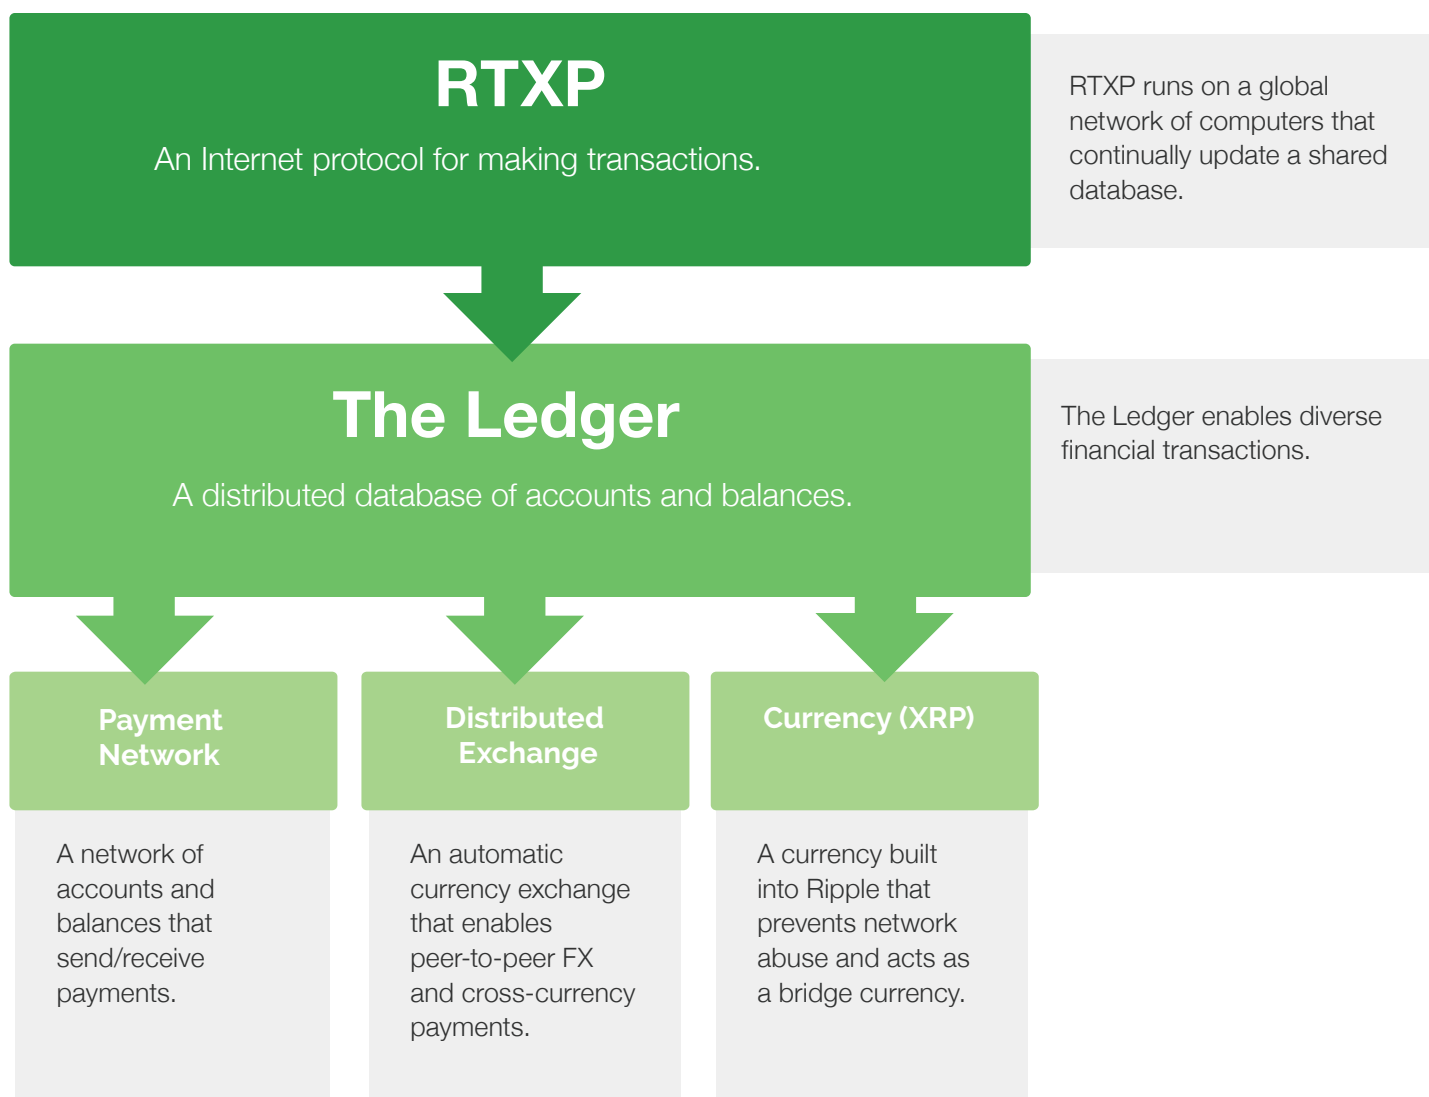 RTXP
An Internet protocol for making transactions.
RTXP runs on a global
network of computers that
continually update a shared
database.
The Ledger
A distributed database of accounts and balances.
The Ledger enables diverse
financial transactions.
Payment
Network
A network of
accounts and
balances that
send/receive
payments.
Distributed
Exchange
An automatic
currency exchange
that enables
peer-to-peer FX
and cross-currency
payments.
Currency (XRP)
A currency built
into Ripple that
prevents network
abuse and acts as
a bridge currency.